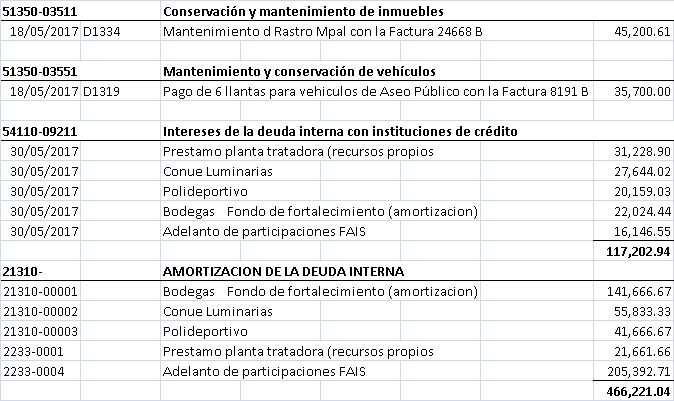 51350-03511 Conservación y mantenimiento de inmuebles
18/05/2017 D1334 Mantenimiento d Rastro Mpal con la Factura 24668 B 45,200.61
51350-03551 Mantenimiento y conservación de vehículos
18/05/2017 D1319 Pago de 6 llantas para vehiculos de Aseo Público con la Factura 8191 B 35,700.00
54110-09211 Intereses de la deuda interna con instituciones de crédito
30/05/2017 Prestamo planta tratadora (recursos propios 31,228.90
30/05/2017 Conue Luminarias 27,644.02
30/05/2017 Polideportivo 20,159.03
30/05/2017 Bodegas Fondo de fortalecimiento (amortizacion) 22,024.44
30/05/2017 Adelanto de participaciones FAIS 16,146.55
117,202.94
21310- AMORTIZACION DE LA DEUDA INTERNA
21310-00001 Bodegas Fondo de fortalecimiento (amortizacion) 141,666.67
21310-00002 Conue Luminarias 55,833.33
21310-00003 Polideportivo 41,666.67
2233-0001 Prestamo planta tratadora (recursos propios 21,661.66
2233-0004 Adelanto de participaciones FAIS 205,392.71
466,221.04